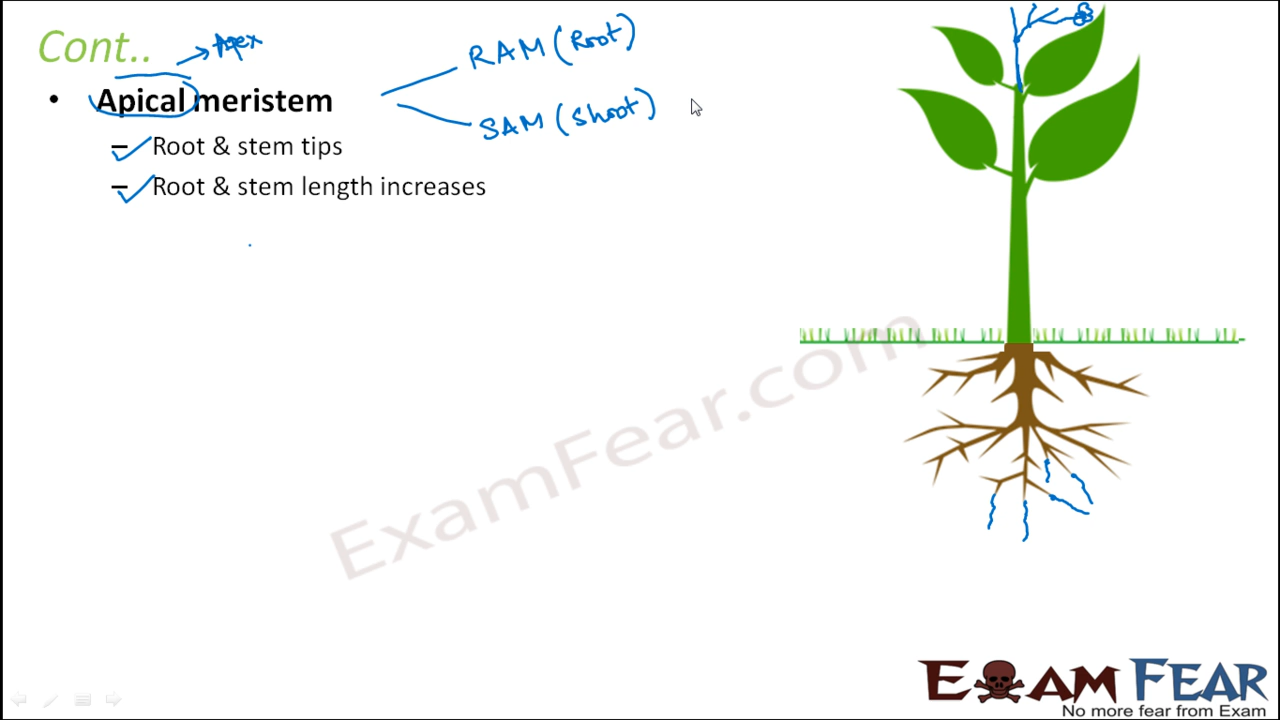 Cont..
Apex
• Apical meristem
RAM (Root)
SAM (Shoot)
– Root & stem tips
– Root & stem length increases
ExamFear.com
EXAM FEAR
No more fear from Exam